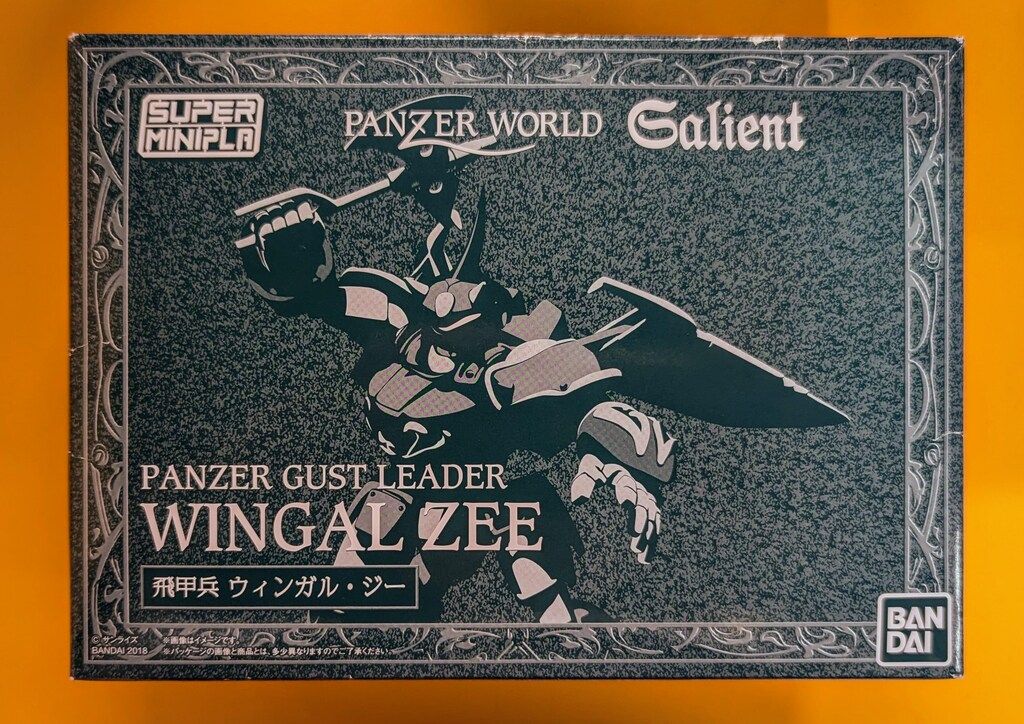 SUPER
MINIPLA
PANZER WORLD Salient
PANZER GUST LEADER
WINGAL ZEE
飛甲兵 ウィンガル・ジー
© サンライズ
BANDAI 2018
※画像はイメージです。
※パッケージの画像と商品とは、多少異なりますのでご了承ください。
BAN
DAI